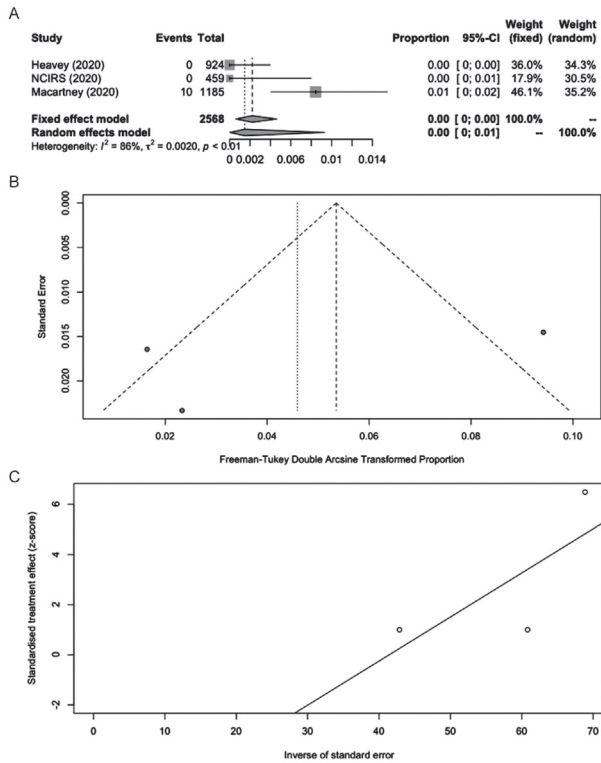 A
Weight Weight
Study Events Total Proportion 95%-CI (fixed) (random)
Heavey (2020) 0 924 0.00 [ 0; 0.00] 36.0% 34.3%
NCIRS (2020) 0 459 0.00 [ 0; 0.01] 17.9% 30.5%
Macartney (2020) 10 1185 0.01 [ 0; 0.02] 46.1% 35.2%
Fixed effect model 2568 0.00 [ 0; 0.00] 100.0% --
Random effects model 0.00 [ 0; 0.01] -- 100.0%
Heterogeneity: I² = 86%, τ² = 0.0020, p < 0.01
0 0.002 0.006 0.01 0.014
B
Standard Error
0.000
0.005
0.010
0.015
0.020
0.02 0.04 0.06 0.08 0.10
Freeman-Tukey Double Arcsine Transformed Proportion
C
Standardised treatment effect (z-score)
6
4
2
0
-2
0 10 20 30 40 50 60 70
Inverse of standard error